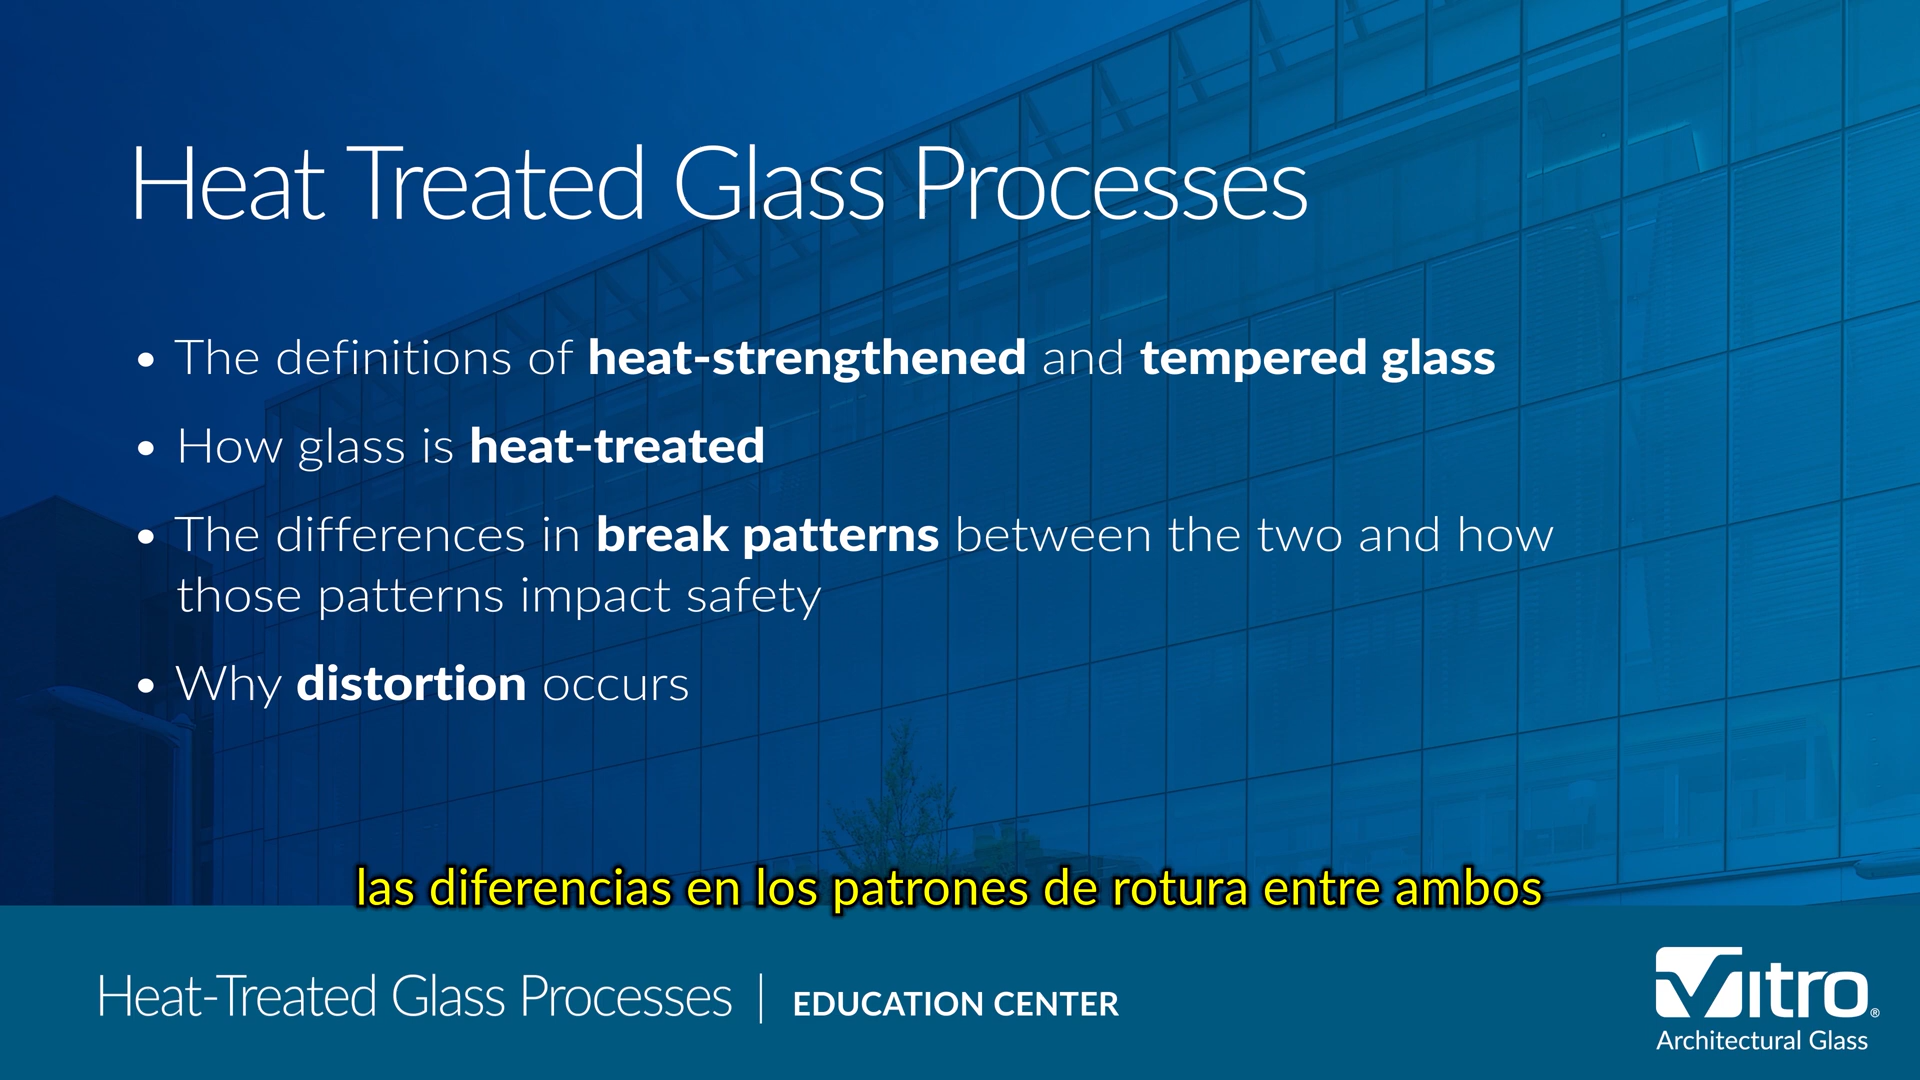 Heat Treated Glass Processes
• The definitions of heat-strengthened and tempered glass
• How glass is heat-treated
• The differences in break patterns between the two and how
those patterns impact safety
• Why distortion occurs
las diferencias en los patrones de rotura entre ambos
Heat-Treated Glass Processes | EDUCATION CENTER
Vitro®
Architectural Glass